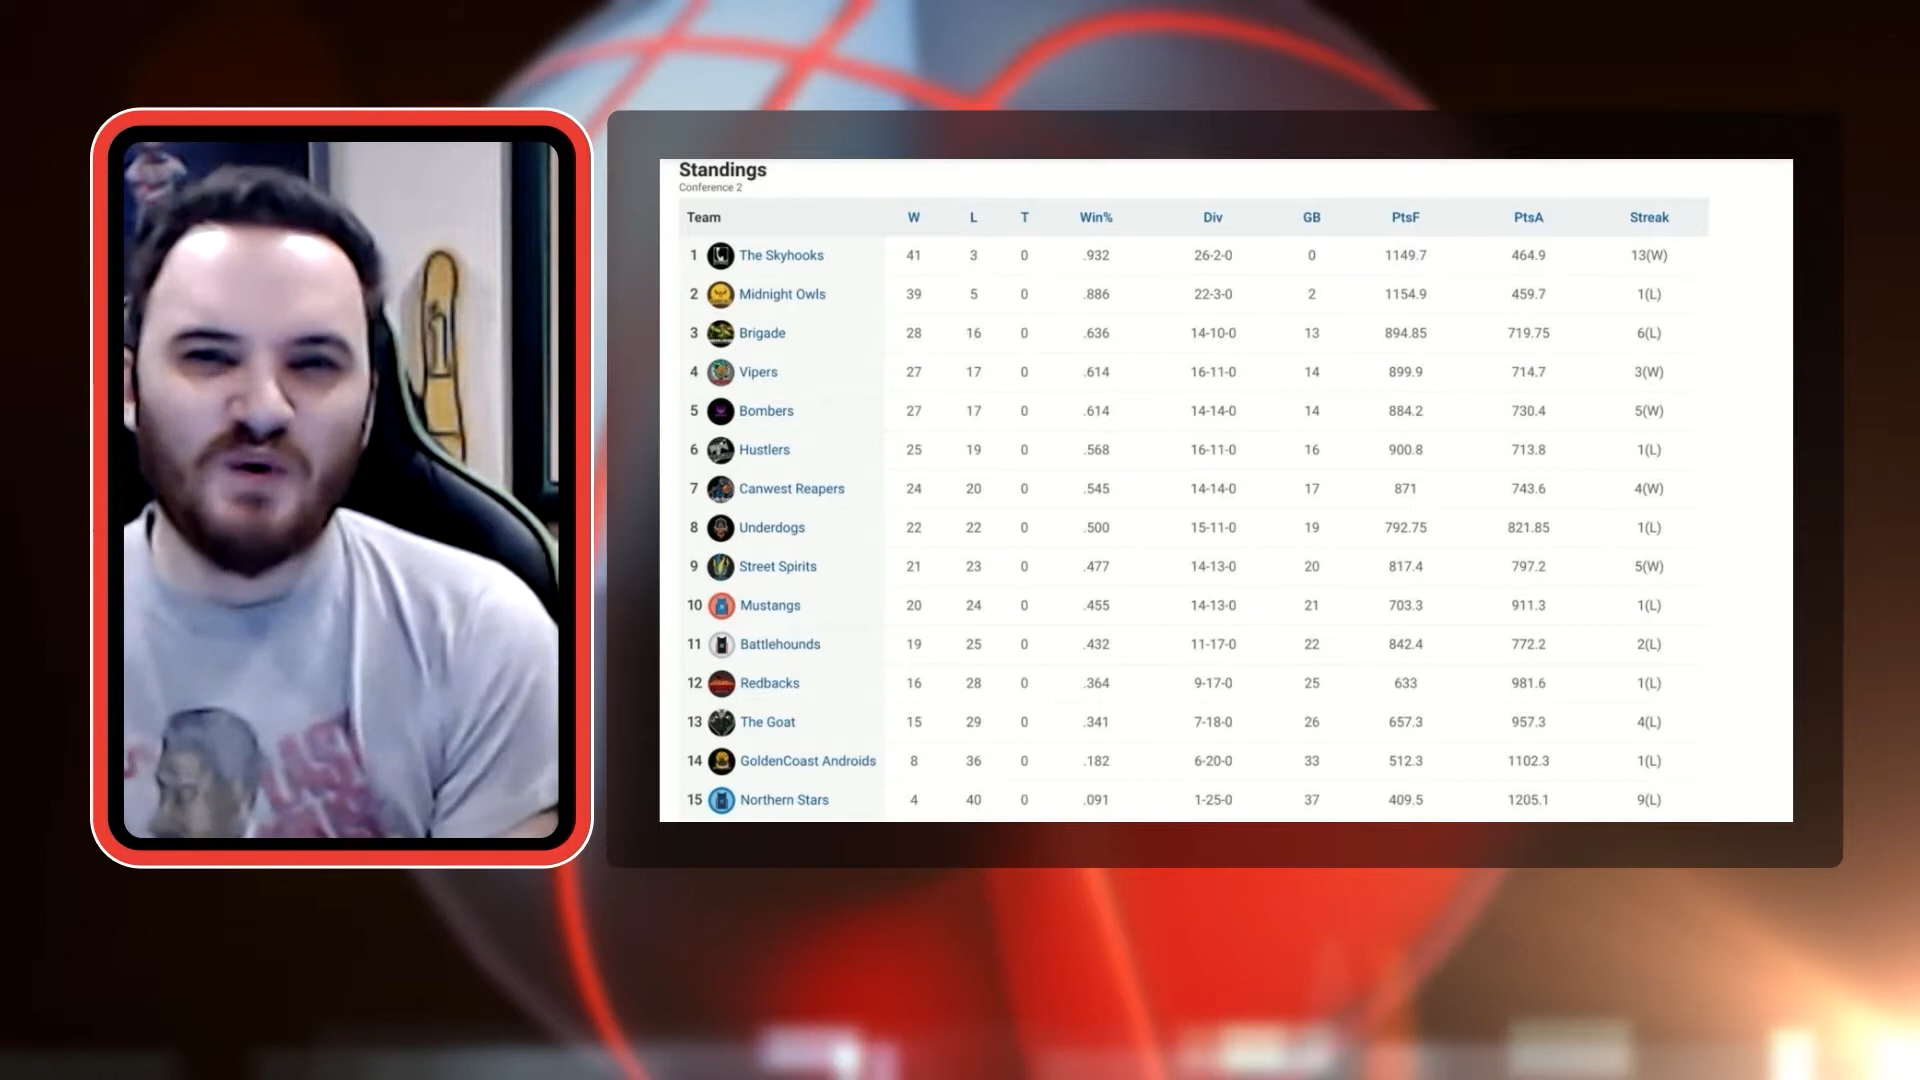 Standings
Conference 2
Team W L T Win% Div GB PtsF PtsA Streak
1 The Skyhooks 41 3 0 .932 26-2-0 0 1149.7 464.9 13(W)
2 Midnight Owls 39 5 0 .886 22-3-0 2 1154.9 459.7 1(L)
3 Brigade 28 16 0 .636 14-10-0 13 894.85 719.75 6(L)
4 Vipers 27 17 0 .614 16-11-0 14 899.9 714.7 3(W)
5 Bombers 27 17 0 .614 14-14-0 14 884.2 730.4 5(W)
6 Hustlers 25 19 0 .568 16-11-0 16 900.8 713.8 1(L)
7 Canwest Reapers 24 20 0 .545 14-14-0 17 871 743.6 4(W)
8 Underdogs 22 22 0 .500 15-11-0 19 792.75 821.85 1(L)
9 Street Spirits 21 23 0 .477 14-13-0 20 817.4 797.2 5(W)
10 Mustangs 20 24 0 .455 14-13-0 21 703.3 911.3 1(L)
11 Battlehounds 19 25 0 .432 11-17-0 22 842.4 772.2 2(L)
12 Redbacks 16 28 0 .364 9-17-0 25 633 981.6 1(L)
13 The Goat 15 29 0 .341 7-18-0 26 657.3 957.3 4(L)
14 GoldenCoast Androids 8 36 0 .182 6-20-0 33 512.3 1102.3 1(L)
15 Northern Stars 4 40 0 .091 1-25-0 37 409.5 1205.1 9(L)
LAST